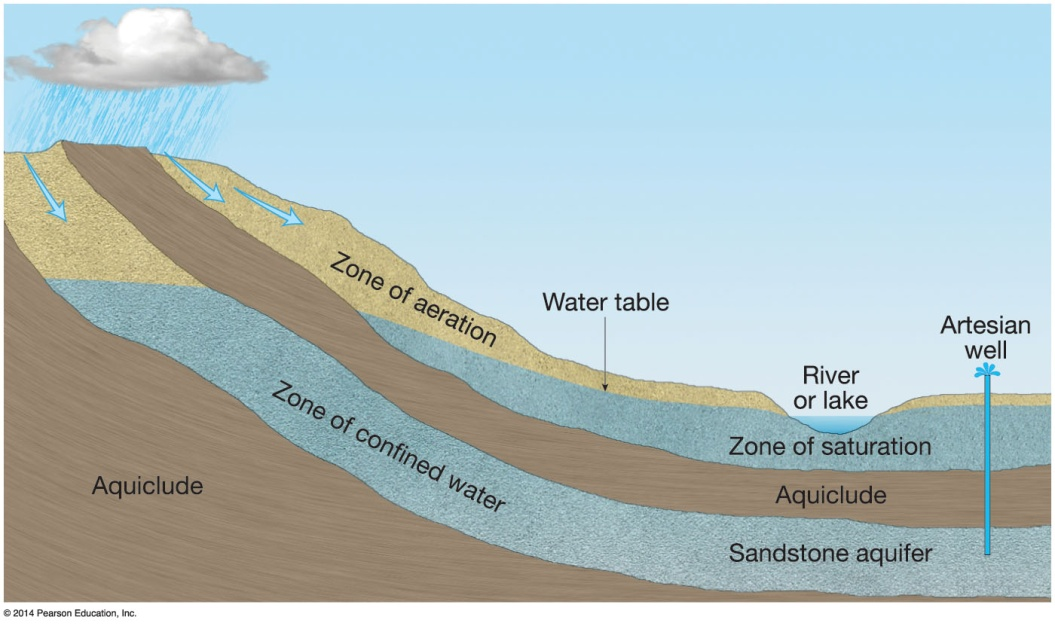 Zone of aeration
Water table
Artesian
well
River
or lake
Zone of saturation
Zone of confined water
Aquiclude
Aquiclude
Sandstone aquifer
© 2014 Pearson Education, Inc.